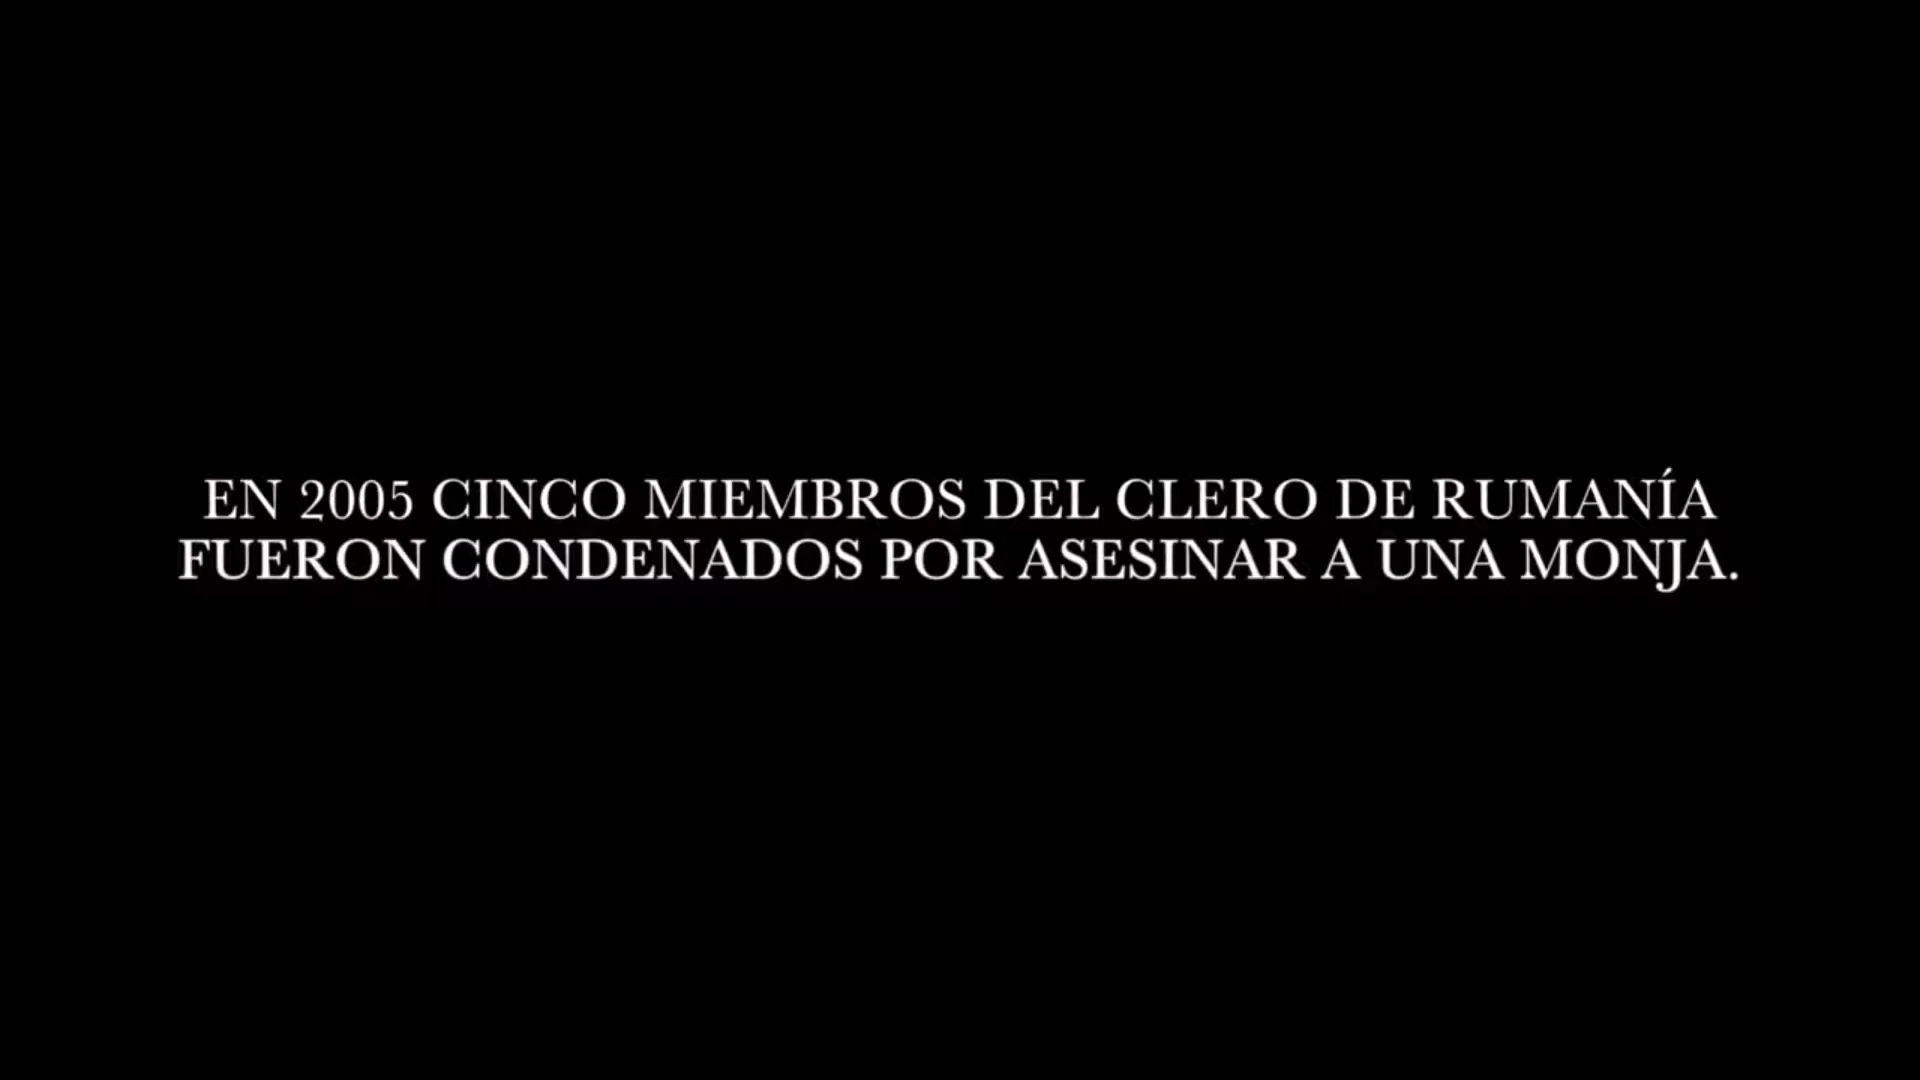 EN 2005 CINCO MIEMBROS DEL CLERO DE RUMANÍA
FUERON CONDENADOS POR ASESINAR A UNA MONJA.